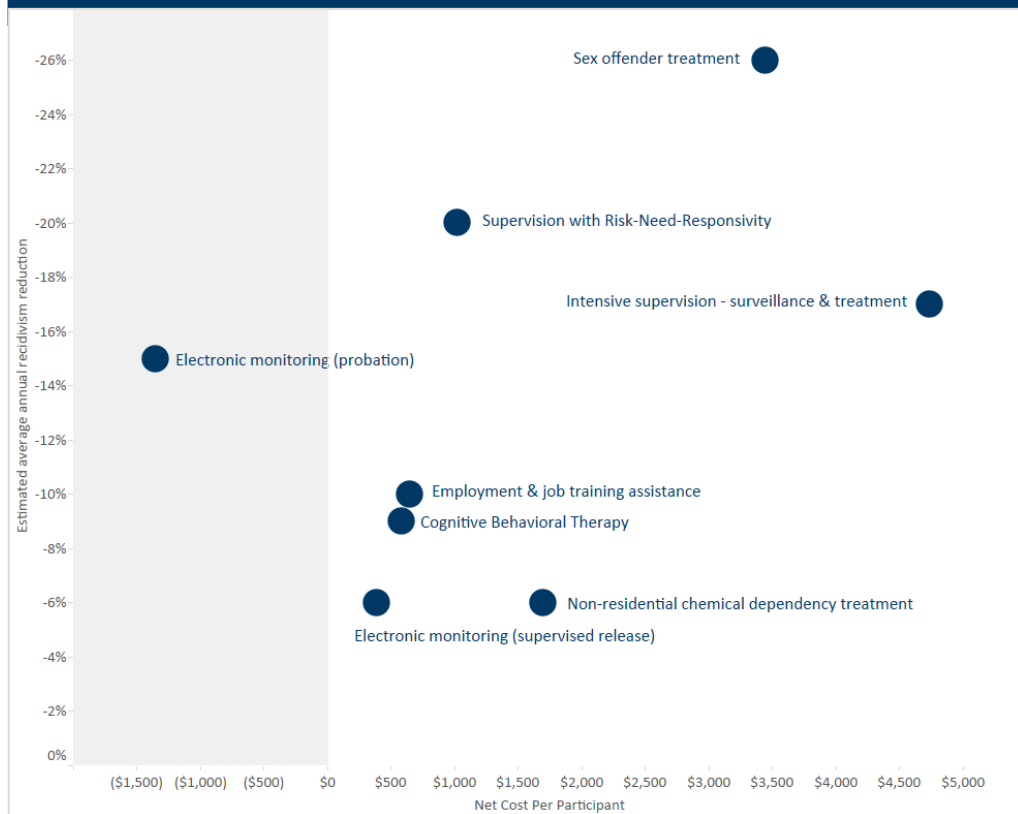 -26%
Sex offender treatment
-24%
-22%
-20%
Supervision with Risk-Need-Responsivity
-18%
Intensive supervision - surveillance & treatment
-16%
Electronic monitoring (probation)
-14%
-12%
-10%
Employment & job training assistance
Cognitive Behavioral Therapy
-8%
-6%
Non-residential chemical dependency treatment
Electronic monitoring (supervised release)
-4%
-2%
0%
Estimated average annual recidivism reduction
($1,500) ($1,000) ($500) $0 $500 $1,000 $1,500 $2,000 $2,500 $3,000 $3,500 $4,000 $4,500 $5,000
Net Cost Per Participant